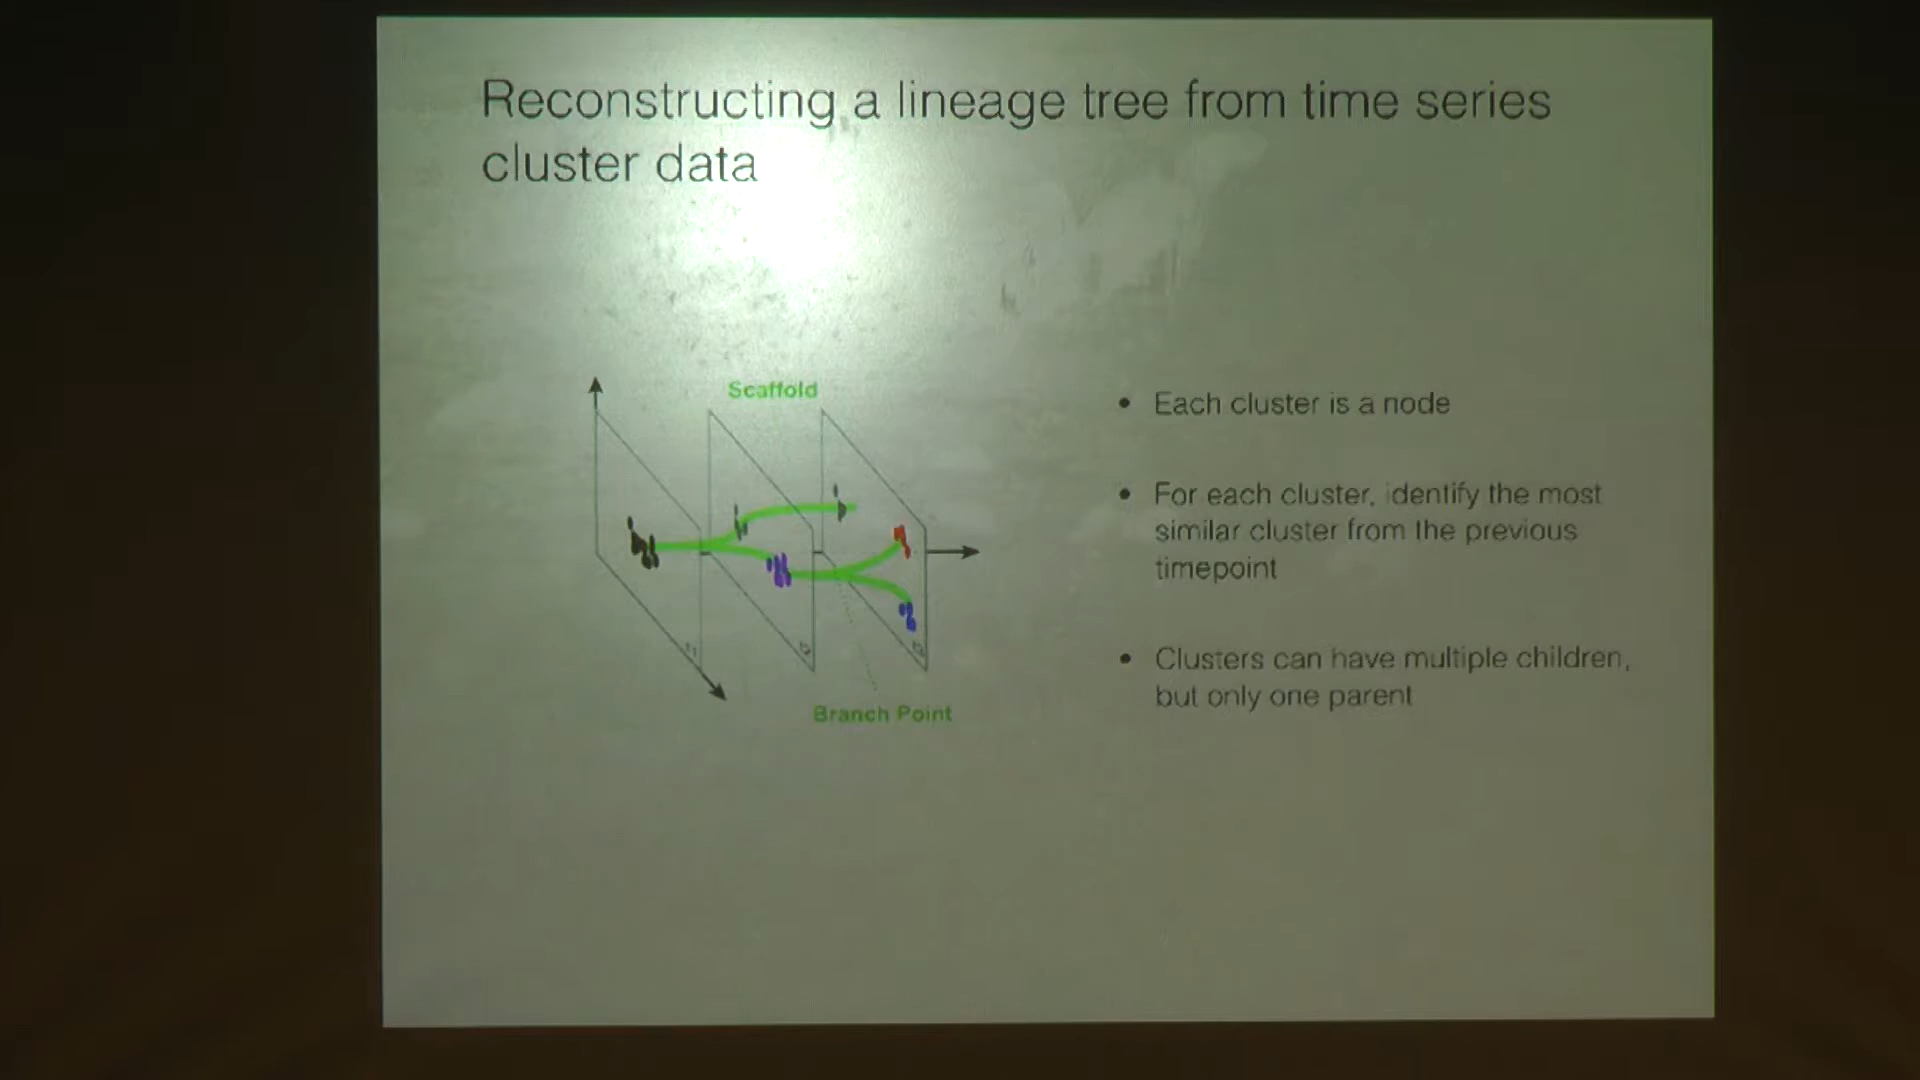 Reconstructing a lineage tree from time series
cluster data
Scaffold
Branch Point
• Each cluster is a node
• For each cluster, identify the most
similar cluster from the previous
timepoint
• Clusters can have multiple children,
but only one parent